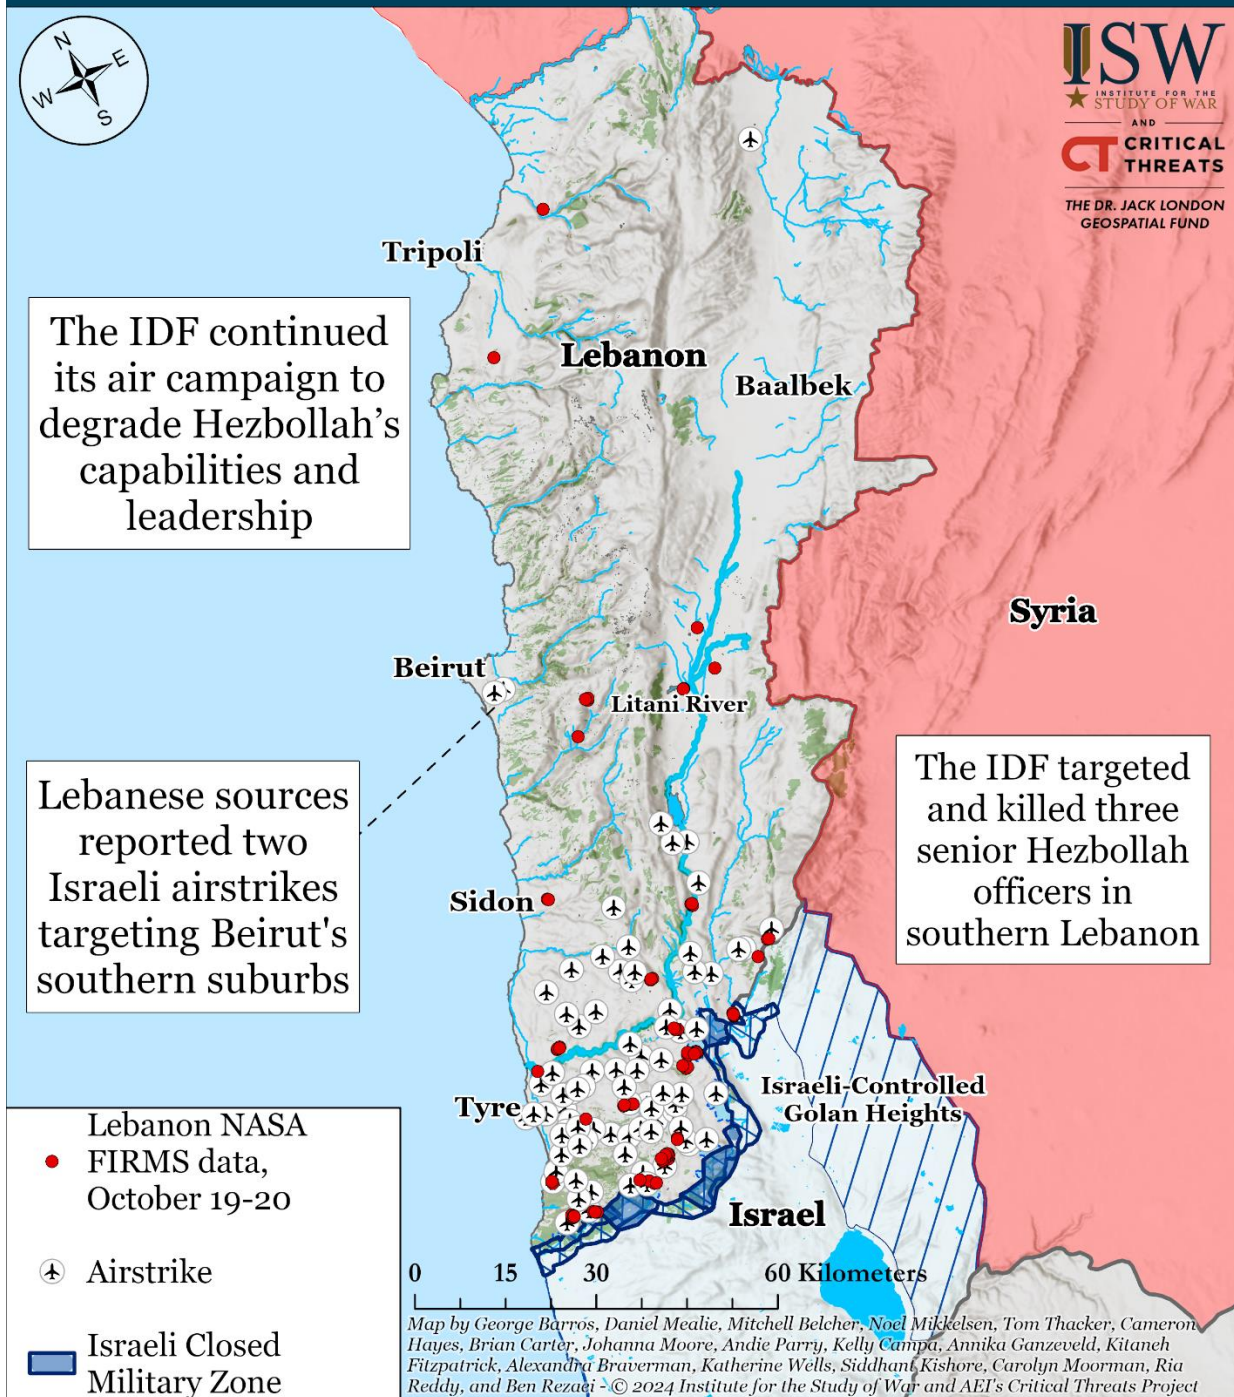 N
E
W
S
ISW
INSTITUTE FOR THE
STUDY OF WAR
AND
CT CRITICAL
THREATS
THE DR. JACK LONDON
GEOSPATIAL FUND
Tripoli
The IDF continued
its air campaign to
degrade Hezbollah’s
capabilities and
leadership
Lebanon
Baalbek
Syria
Beirut
Litani River
Lebanese sources
reported two
Israeli airstrikes
targeting Beirut's
southern suburbs
The IDF targeted
and killed three
senior Hezbollah
officers in
southern Lebanon
Sidon
Israeli-Controlled
Golan Heights
Tyre
Israel
Lebanon NASA
FIRMS data,
October 19-20
Airstrike
Israeli Closed
Military Zone
0 15 30 60 Kilometers
Map by George Barros, Daniel Mealie, Mitchell Belcher, Noel Mikkelsen, Tom Thacker, Cameron
Hayes, Brian Carter, Johanna Moore, Andie Parry, Kelly Campa, Annika Ganzeveld, Kitaneh
Fitzpatrick, Alexandra Braverman, Katherine Wells, Siddhant Kishore, Carolyn Moorman, Ria
Reddy, and Ben Rezaei - © 2024 Institute for the Study of War and AEI's Critical Threats Project